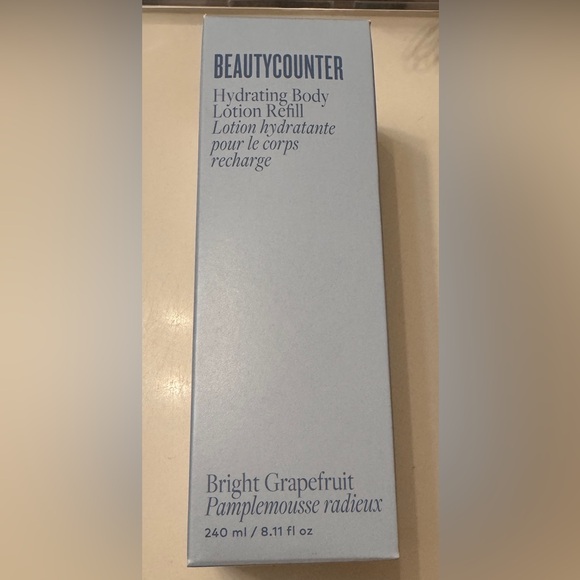 BEAUTYCOUNTER
Hydrating Body
Lotion Refill
Lotion hydratante
pour le corps
recharge
Bright Grapefruit
Pamplemousse radieux
240 ml / 8.11 fl oz